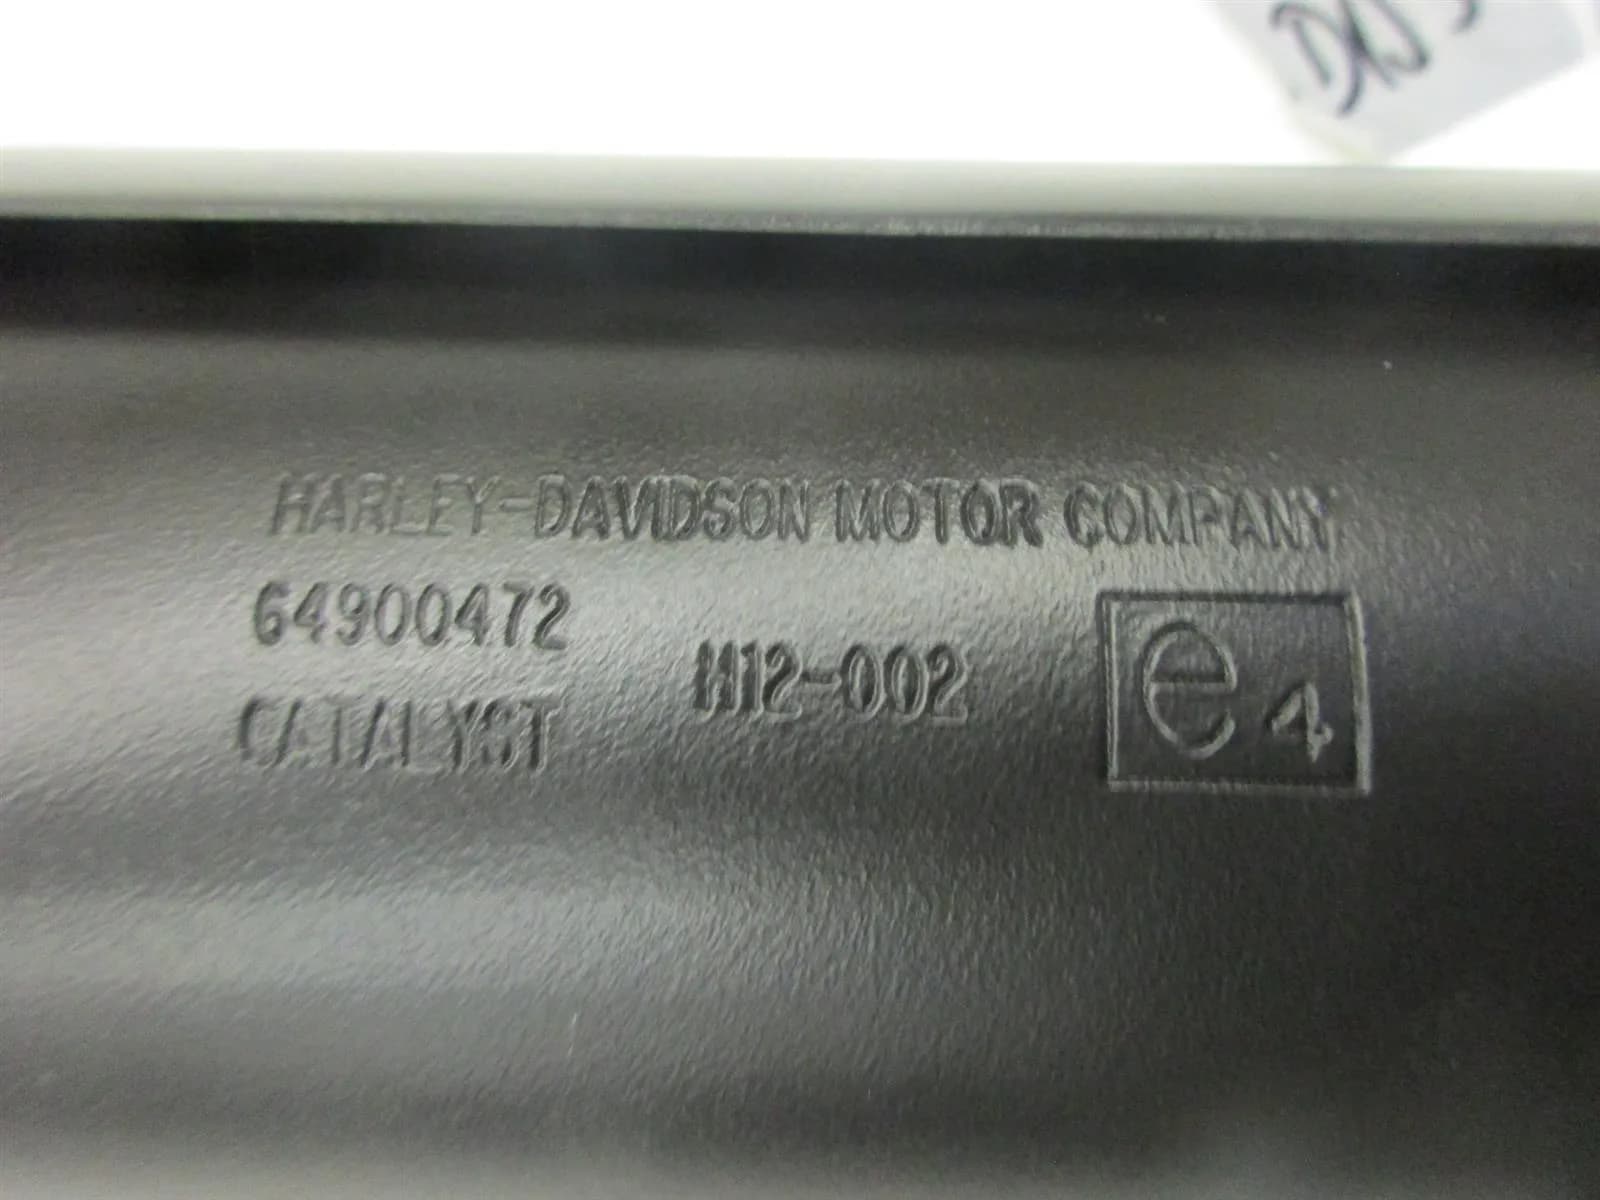 HARLEY-DAVIDSON MOTOR COMPANY
64900472
H12-002
CATALYST
e4